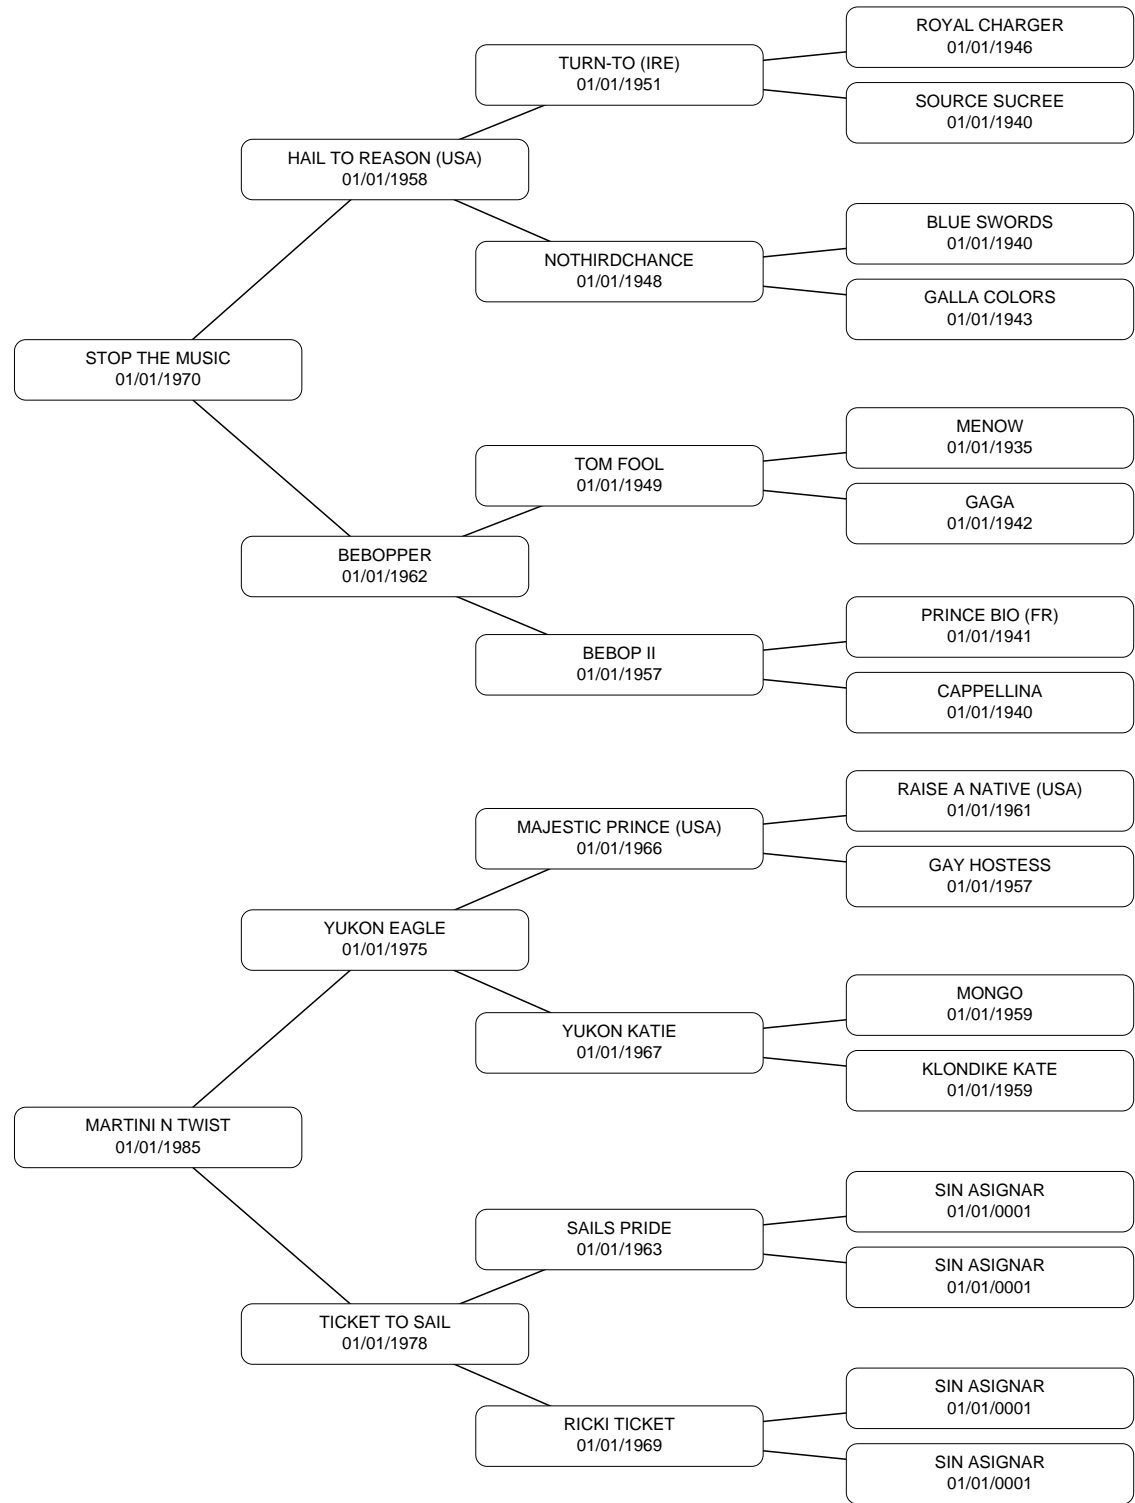 ROYAL CHARGER
01/01/1946
TURN-TO (IRE)
01/01/1951
SOURCE SUCREE
01/01/1940
HAIL TO REASON (USA)
01/01/1958
BLUE SWORDS
01/01/1940
NOTHIRDCHANCE
01/01/1948
GALLA COLORS
01/01/1943
STOP THE MUSIC
01/01/1970
MENOW
01/01/1935
TOM FOOL
01/01/1949
GAGA
01/01/1942
BEBOPPER
01/01/1962
PRINCE BIO (FR)
01/01/1941
BEBOP II
01/01/1957
CAPPELLINA
01/01/1940
RAISE A NATIVE (USA)
01/01/1961
MAJESTIC PRINCE (USA)
01/01/1966
GAY HOSTESS
01/01/1957
YUKON EAGLE
01/01/1975
MONGO
01/01/1959
YUKON KATIE
01/01/1967
KLONDIKE KATE
01/01/1959
MARTINI N TWIST
01/01/1985
SIN ASIGNAR
01/01/0001
SAILS PRIDE
01/01/1963
SIN ASIGNAR
01/01/0001
TICKET TO SAIL
01/01/1978
SIN ASIGNAR
01/01/0001
RICKI TICKET
01/01/1969
SIN ASIGNAR
01/01/0001